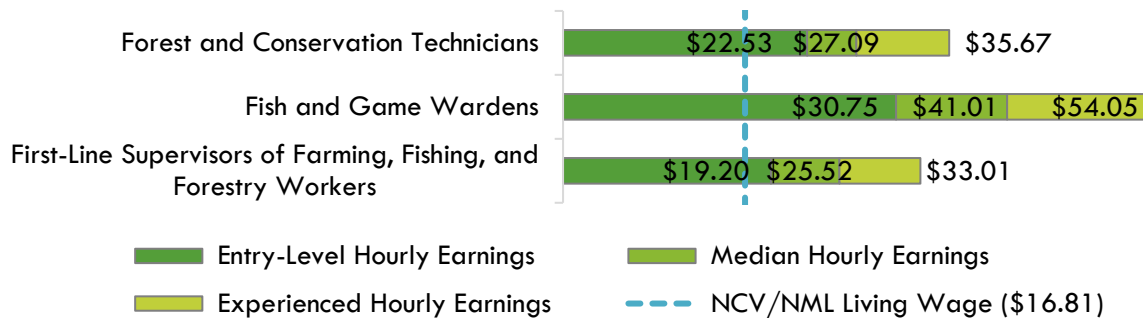 Forest and Conservation Technicians $22.53 $27.09 $35.67
Fish and Game Wardens $30.75 $41.01 $54.05
First-Line Supervisors of Farming, Fishing, and
Forestry Workers $19.20 $25.52 $33.01
Entry-Level Hourly Earnings Median Hourly Earnings
Experienced Hourly Earnings NCV/NML Living Wage ($16.81)